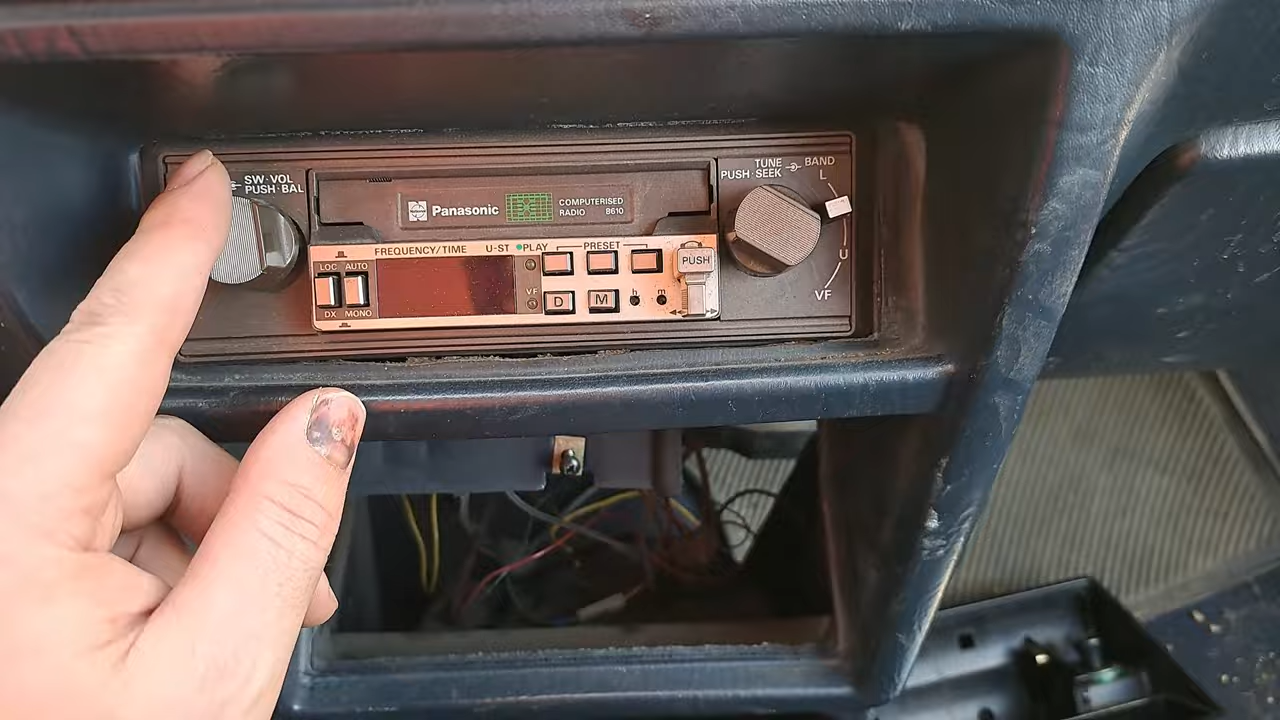 SW·VOL
PUSH·BAL
Panasonic
COMPUTERISED
RADIO 8610
TUNE BAND
PUSH·SEEK
L
U
VF
FREQUENCY/TIME U-ST PLAY PRESET
LOC AUTO
DX MONO
VF
D M h m
PUSH